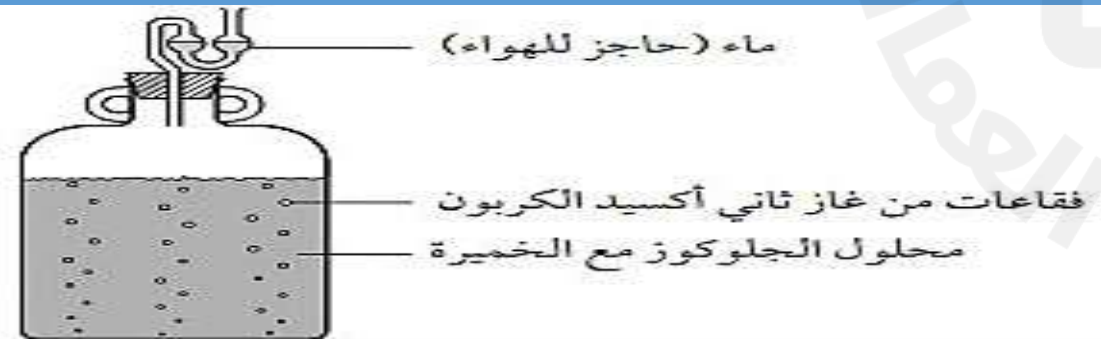 ماء (حاجز للهواء)
فقاعات من غاز ثاني أكسيد الكربون
محلول الجلوكوز مع الخميرة